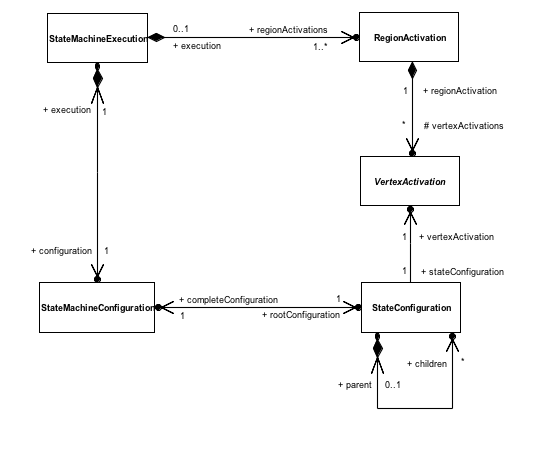 0..1
+ regionActivations
StateMachineExecution
RegionActivation
+ execution
1..*
1
+ regionActivation
+ execution
1
*
# vertexActivations
VertexActivation
1
+ vertexActivation
+ configuration
1
1
+ stateConfiguration
+ completeConfiguration
1
StateMachineConfiguration
StateConfiguration
1
+ rootConfiguration
+ children
*
+ parent
0..1